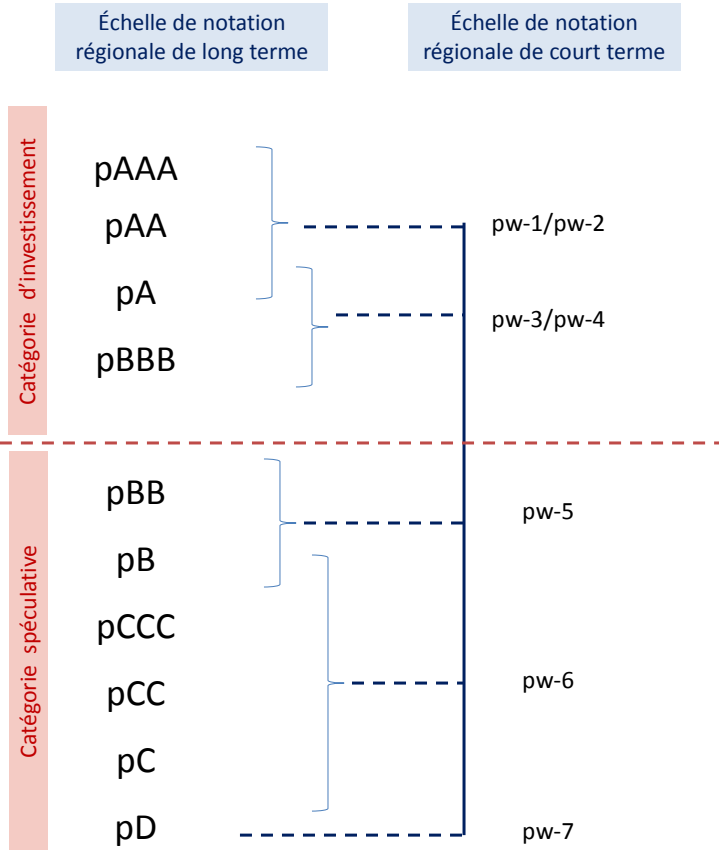 Échelle de notation
régionale de long terme
Échelle de notation
régionale de court terme
Catégorie d'investissement
pAAA
pAA
pA
pBBB
pw-1/pw-2
pw-3/pw-4
Catégorie spéculative
pBB
pB
pCCC
pCC
pC
pD
pw-5
pw-6
pw-7